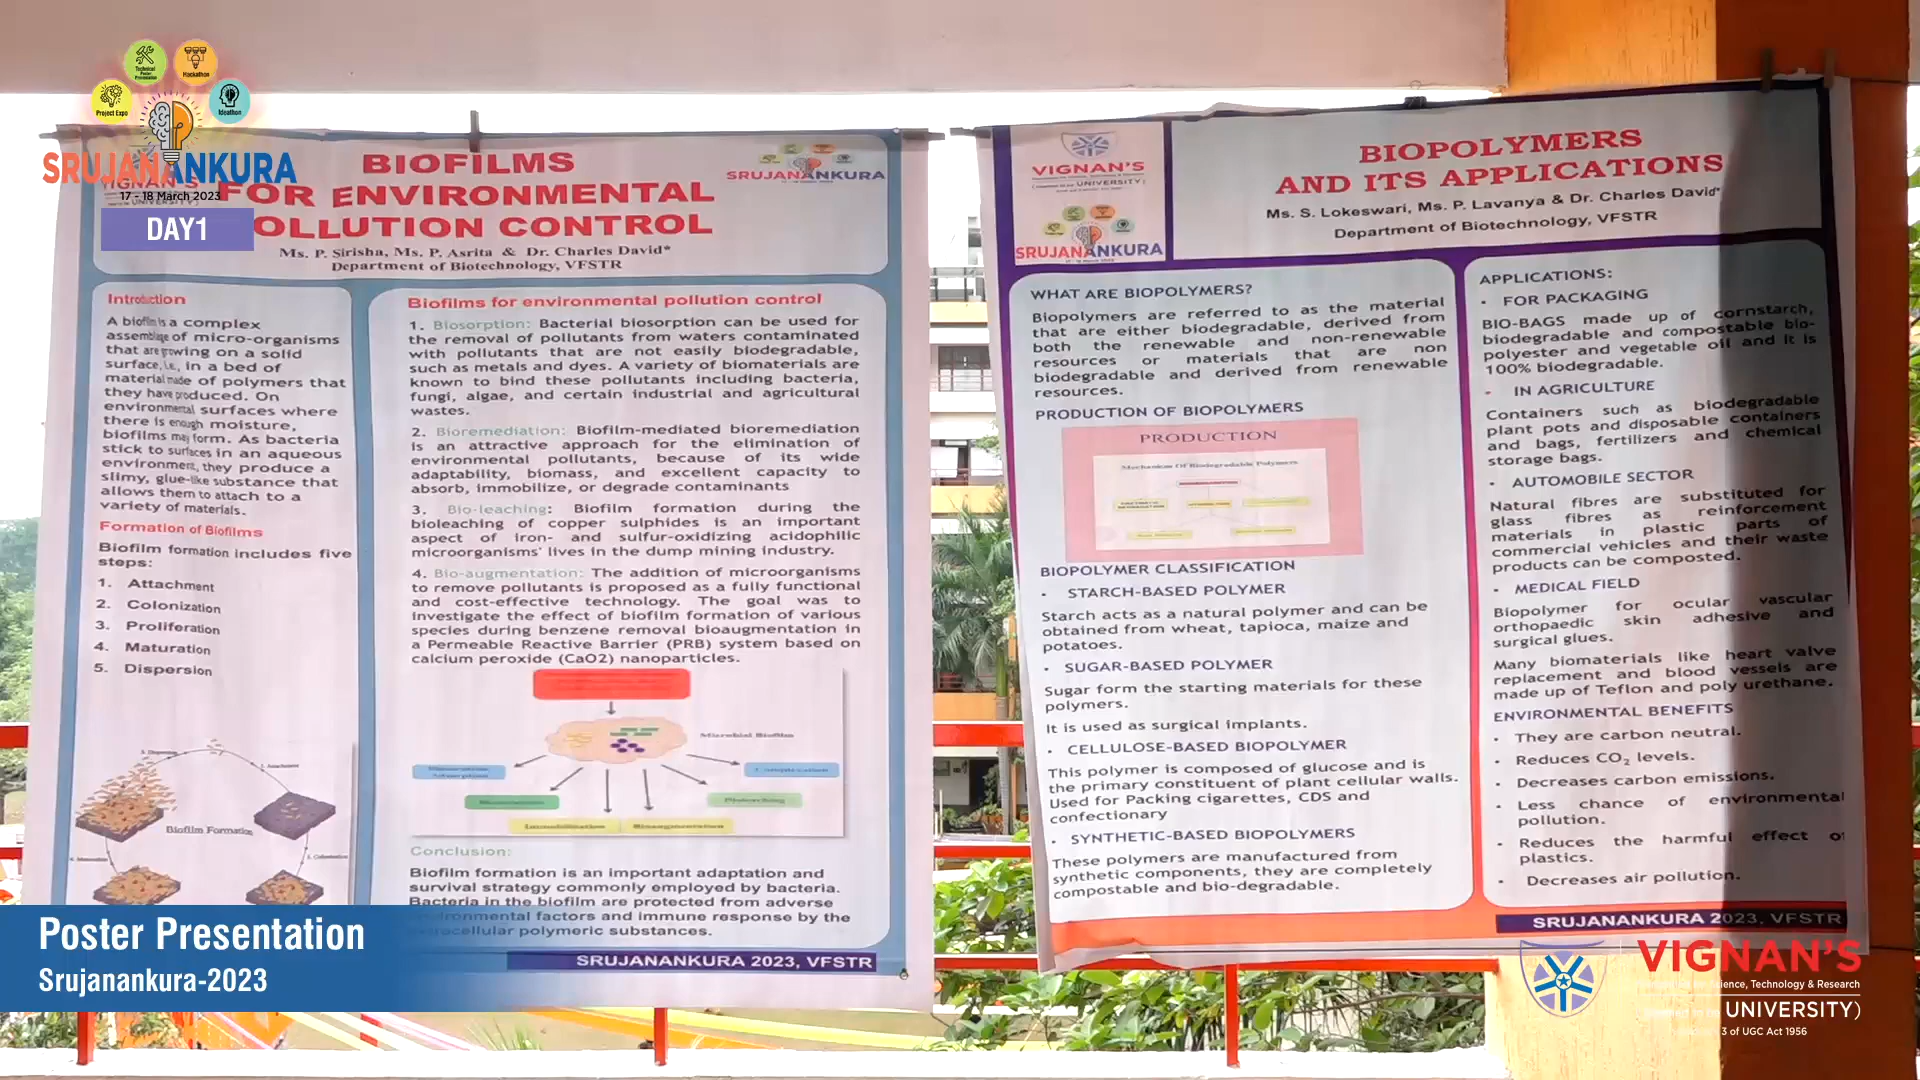 Technical Poster Presentation
Hackathon
Project Expo
Ideathon
SRUJANANKURA
17 - 18 March 2023
DAY1
BIOFILMS
FOR ENVIRONMENTAL
POLLUTION CONTROL
SRUJANANKURA
Ms. P. Sirisha, Ms. P. Asrita & Dr. Charles David*
Department of Biotechnology, VFSTR
Introduction
A biofilm is a complex
assemblage of micro-organisms
that are growing on a solid
surface, i.e., in a bed of
material made of polymers that
they have produced. On
environmental surfaces where
there is enough moisture,
biofilms may form. As bacteria
stick to surfaces in an aqueous
environment, they produce a
slimy, glue-like substance that
allows them to attach to a
variety of materials.
Formation of Biofilms
Biofilm formation includes five
steps:
1. Attachment
2. Colonization
3. Proliferation
4. Maturation
5. Dispersion
5. Dispersion
1. Attachment
Biofilm Formation
Biofilms for environmental pollution control
1. Biosorption: Bacterial biosorption can be used for
the removal of pollutants from waters contaminated
with pollutants that are not easily biodegradable,
such as metals and dyes. A variety of biomaterials are
known to bind these pollutants including bacteria,
fungi, algae, and certain industrial and agricultural
wastes.
2. Bioremediation: Biofilm-mediated bioremediation
is an attractive approach for the elimination of
environmental pollutants, because of its wide
adaptability, biomass, and excellent capacity to
absorb, immobilize, or degrade contaminants
3. Bio-leaching: Biofilm formation during the
bioleaching of copper sulphides is an important
aspect of iron- and sulfur-oxidizing acidophilic
microorganisms' lives in the dump mining industry.
4. Bio-augmentation: The addition of microorganisms
to remove pollutants is proposed as a fully functional
and cost-effective technology. The goal was to
investigate the effect of biofilm formation of various
species during benzene removal bioaugmentation in
a Permeable Reactive Barrier (PRB) system based on
calcium peroxide (CaO2) nanoparticles.
Microbial Biofilm
Immobilization
Bioaugmentation
Conclusion:
Biofilm formation is an important adaptation and
survival strategy commonly employed by bacteria.
Bacteria in the biofilm are protected from adverse
factors and immune response by the
polymeric substances.
SRUJANANKURA 2023, VFSTR
VIGNAN'S
UNIVERSITY)
SRUJANANKURA
BIOPOLYMERS
AND ITS APPLICATIONS
Ms. S. Lokeswari, Ms. P. Lavanya & Dr. Charles David*
Department of Biotechnology, VFSTR
WHAT ARE BIOPOLYMERS?
Biopolymers are referred to as the material
that are either biodegradable, derived from
both the renewable and non-renewable
resources or materials that are non
biodegradable and derived from renewable
resources.
PRODUCTION OF BIOPOLYMERS
PRODUCTION
Mechanism Of Biodegradable Polymers
BIOPOLYMER CLASSIFICATION
• STARCH-BASED POLYMER
Starch acts as a natural polymer and can be
obtained from wheat, tapioca, maize and
potatoes.
• SUGAR-BASED POLYMER
Sugar form the starting materials for these
polymers.
It is used as surgical implants.
• CELLULOSE-BASED BIOPOLYMER
This polymer is composed of glucose and is
the primary constituent of plant cellular walls.
Used for Packing cigarettes, CDS and
confectionary
• SYNTHETIC-BASED BIOPOLYMERS
These polymers are manufactured from
synthetic components, they are completely
compostable and bio-degradable.
APPLICATIONS:
• FOR PACKAGING
BIO-BAGS made up of cornstarch,
biodegradable and compostable bio-
polyester and vegetable oil and it is
100% biodegradable.
• IN AGRICULTURE
Containers such as biodegradable
plant pots and disposable containers
and bags, fertilizers and chemical
storage bags.
• AUTOMOBILE SECTOR
Natural fibres are substituted for
glass fibres as reinforcement
materials in plastic parts of
commercial vehicles and their waste
products can be composted.
• MEDICAL FIELD
Biopolymer for ocular vascular
orthopaedic skin adhesive and
surgical glues.
Many biomaterials like heart valve
replacement and blood vessels are
made up of Teflon and poly urethane.
ENVIRONMENTAL BENEFITS
• They are carbon neutral.
• Reduces CO₂ levels.
• Decreases carbon emissions.
• Less chance of environmental
pollution.
• Reduces the harmful effect of
plastics.
• Decreases air pollution.
SRUJANANKURA 2023, VFSTR
Poster Presentation
Srujanankura-2023
VIGNAN'S
Science, Technology & Research
UNIVERSITY)
3 of UGC Act 1956